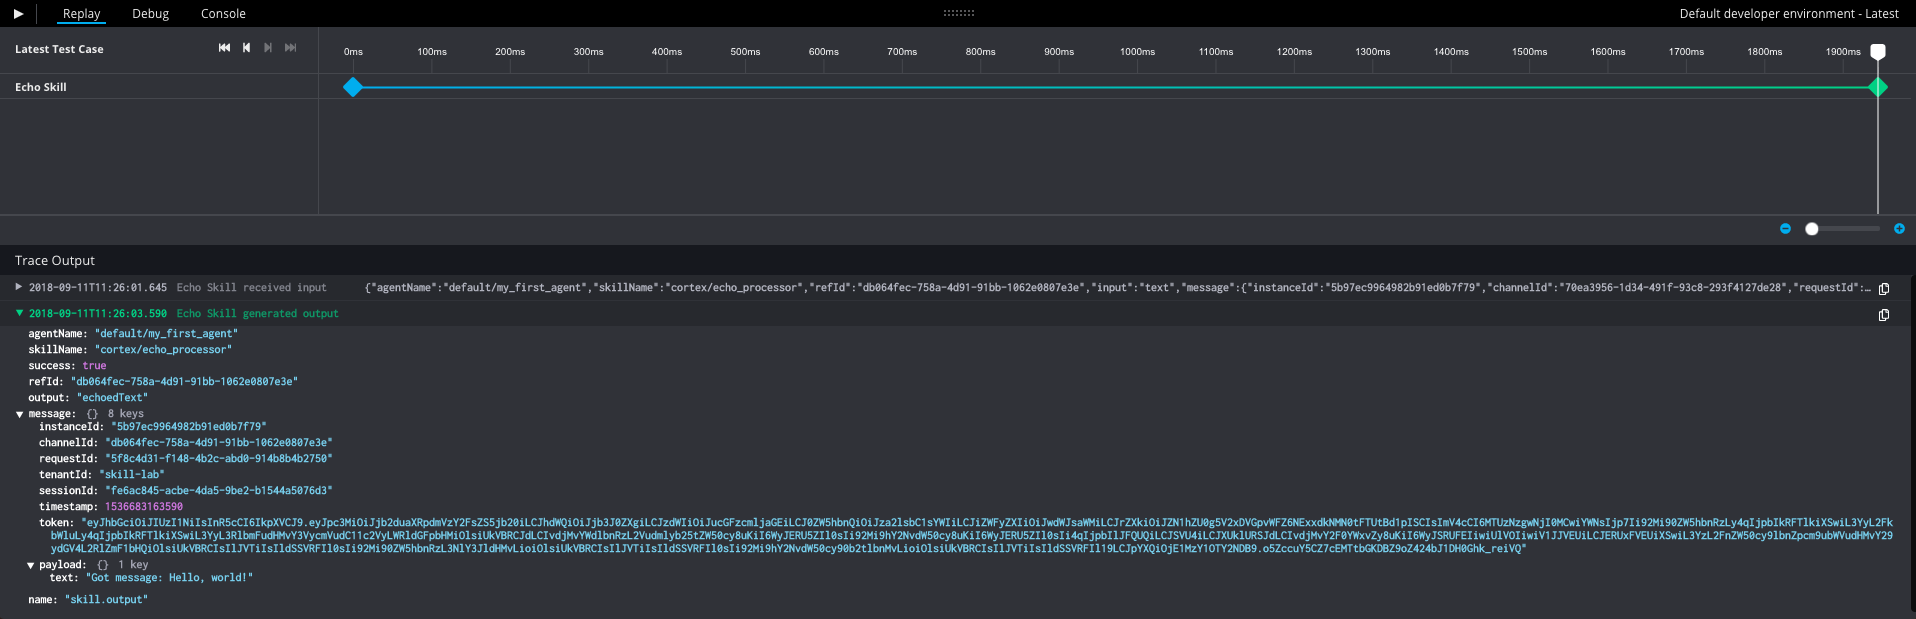 Replay Debug Console Default developer environment - Latest
Latest Test Case 0ms 100ms 200ms 300ms 400ms 500ms 600ms 700ms 800ms 900ms 1000ms 1100ms 1200ms 1300ms 1400ms 1500ms 1600ms 1700ms 1800ms 1900ms
Echo Skill
Trace Output
2018-09-11T11:26:01.645 Echo Skill received input {"agentName":"default/my_first_agent","skillName":"cortex/echo_processor","refId":"db064fec-758a-4d91-91bb-1062e0807e3e","input":"text","message":{"instanceId":"5b97ec9964982b91ed0b7f79","channelId":"70ea3956-1d34-491f-93c8-293f4127de28","requestId":…
2018-09-11T11:26:03.590 Echo Skill generated output
agentName: "default/my_first_agent"
skillName: "cortex/echo_processor"
success: true
refId: "db064fec-758a-4d91-91bb-1062e0807e3e"
output: "echoedText"
message: {} 8 keys
instanceId: "5b97ec9964982b91ed0b7f79"
channelId: "db064fec-758a-4d91-91bb-1062e0807e3e"
requestId: "5f8c4d31-f148-4b2c-abd0-914b8b4b2750"
tenantId: "skill-lab"
sessionId: "fe6ac845-acbe-4da5-9be2-b1544a5076d3"
timestamp: 1536683163590
token:
payload: {} 1 key
text: "Got message: Hello, world!"
name: "skill.output"